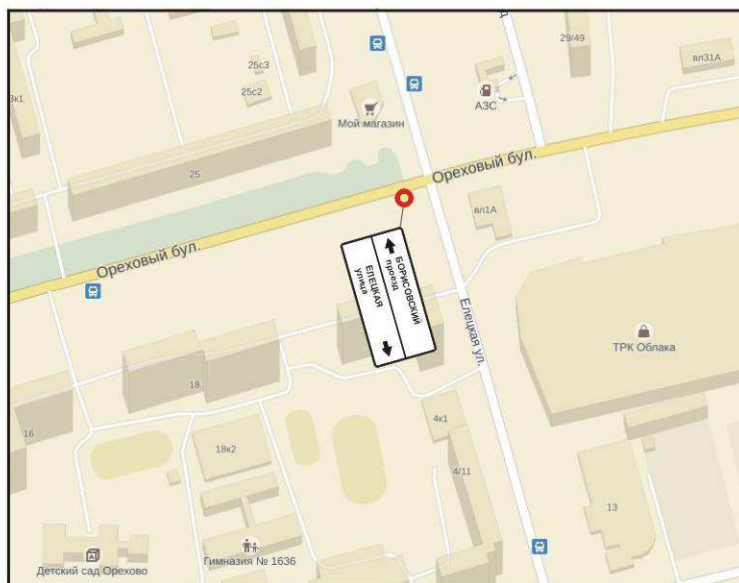 29/49
25с3
вл31А
3к1
25с2
АЗС
Мой магазин
Ореховый бул.
25
вл1А
Ореховый бул.
БОРИСОВСКИЙ
проезд
ЕЛЕЦКАЯ
улица
Елецкая ул.
ТРК Облака
18
4к1
16
18к2
4/11
13
Гимназия № 1636
Детский сад Орехово